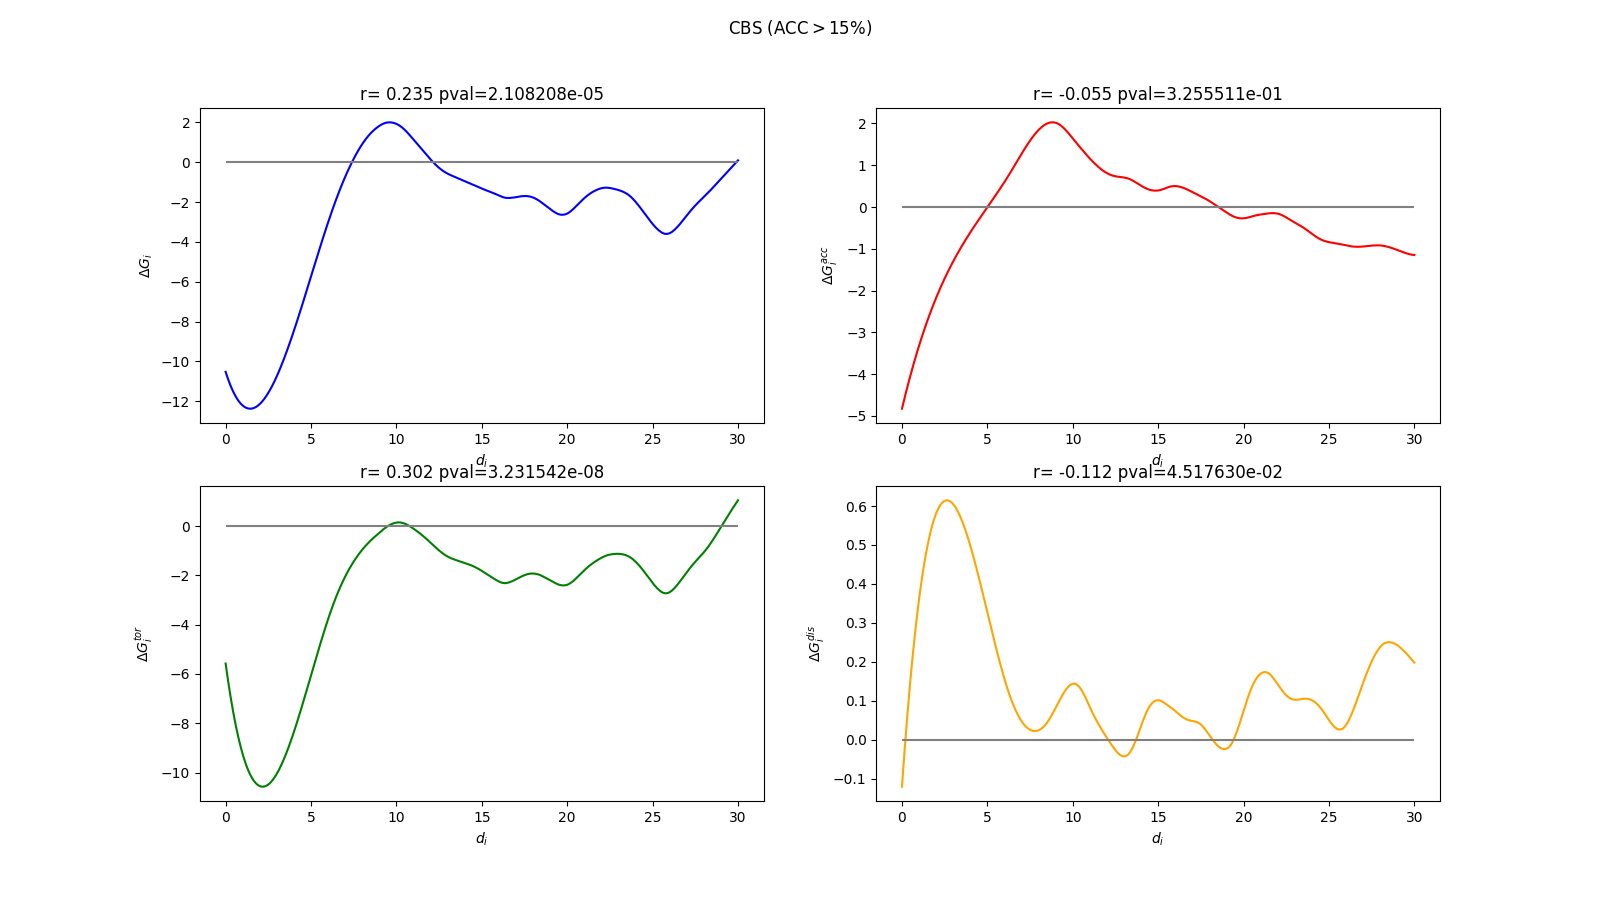 CBS (ACC > 15%)
r= 0.235 pval=2.108208e-05
2
0
−2
−4
−6
−8
−10
−12
ΔG_i
0 5 10 15 20 25 30
d_i
r= -0.055 pval=3.255511e-01
2
1
0
−1
−2
−3
−4
−5
ΔG_i^acc
0 5 10 15 20 25 30
d_i
r= 0.302 pval=3.231542e-08
0
−2
−4
−6
−8
−10
ΔG_i^tor
0 5 10 15 20 25 30
d_i
r= -0.112 pval=4.517630e-02
0.6
0.5
0.4
0.3
0.2
0.1
0.0
−0.1
ΔG_i^dis
0 5 10 15 20 25 30
d_i